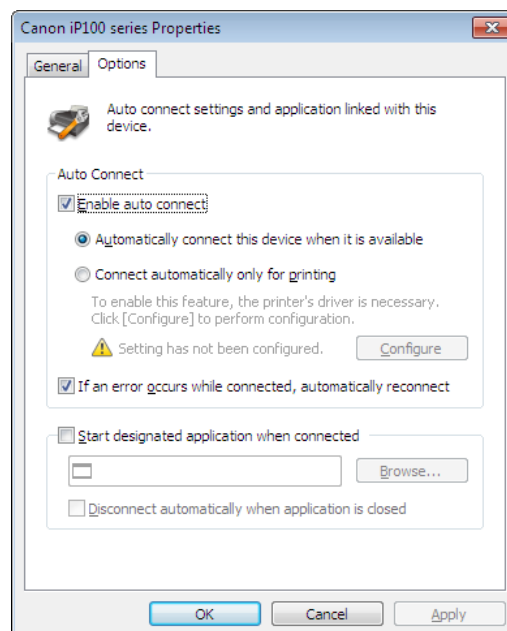 Canon iP100 series Properties
General
Options
Auto connect settings and application linked with this
device.
Auto Connect
Enable auto connect
Automatically connect this device when it is available
Connect automatically only for printing
To enable this feature, the printer's driver is necessary.
Click [Configure] to perform configuration.
Setting has not been configured.
Configure
If an error occurs while connected, automatically reconnect
Start designated application when connected
Browse...
Disconnect automatically when application is closed
OK
Cancel
Apply